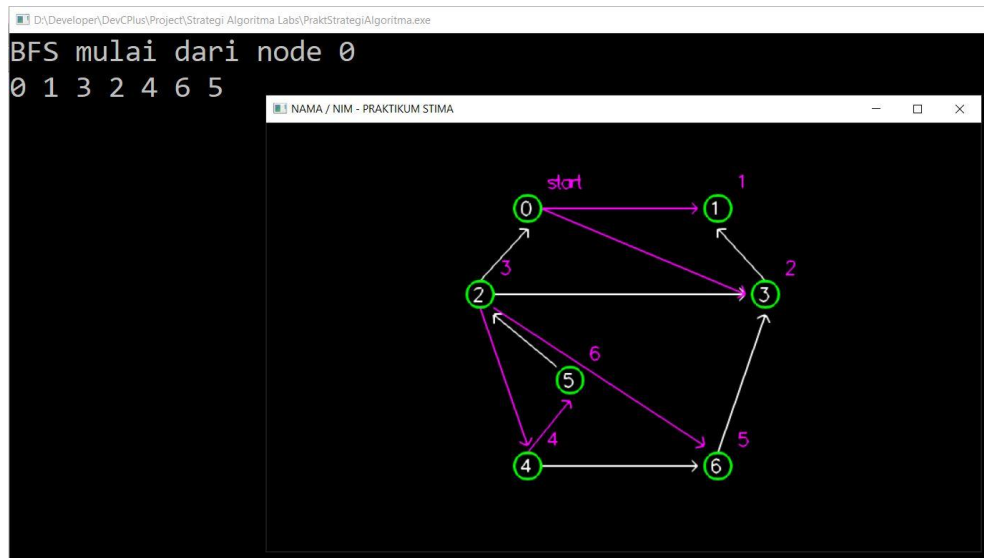 D:\Developer\DevCPlus\Project\Strategi Algoritma Labs\PraktStrategiAlgoritma.exe
BFS mulai dari node 0
0 1 3 2 4 6 5
NAMA / NIM - PRAKTIKUM STIMA
start 1
0 1
3 2
2 3
6
5
4 5
4 6